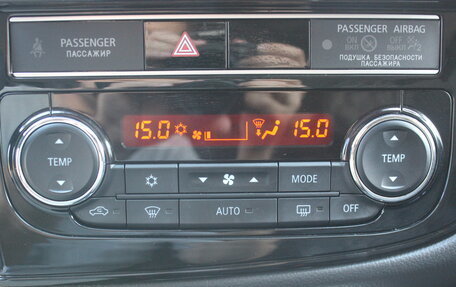 PASSENGER
ПАССАЖИР
PASSENGER AIRBAG
ON OFF
ВКЛ ВЫКЛ 2
ПОДУШКА БЕЗОПАСНОСТИ
ПАССАЖИРА
15.0 15.0
TEMP
TEMP
MODE
AUTO
OFF